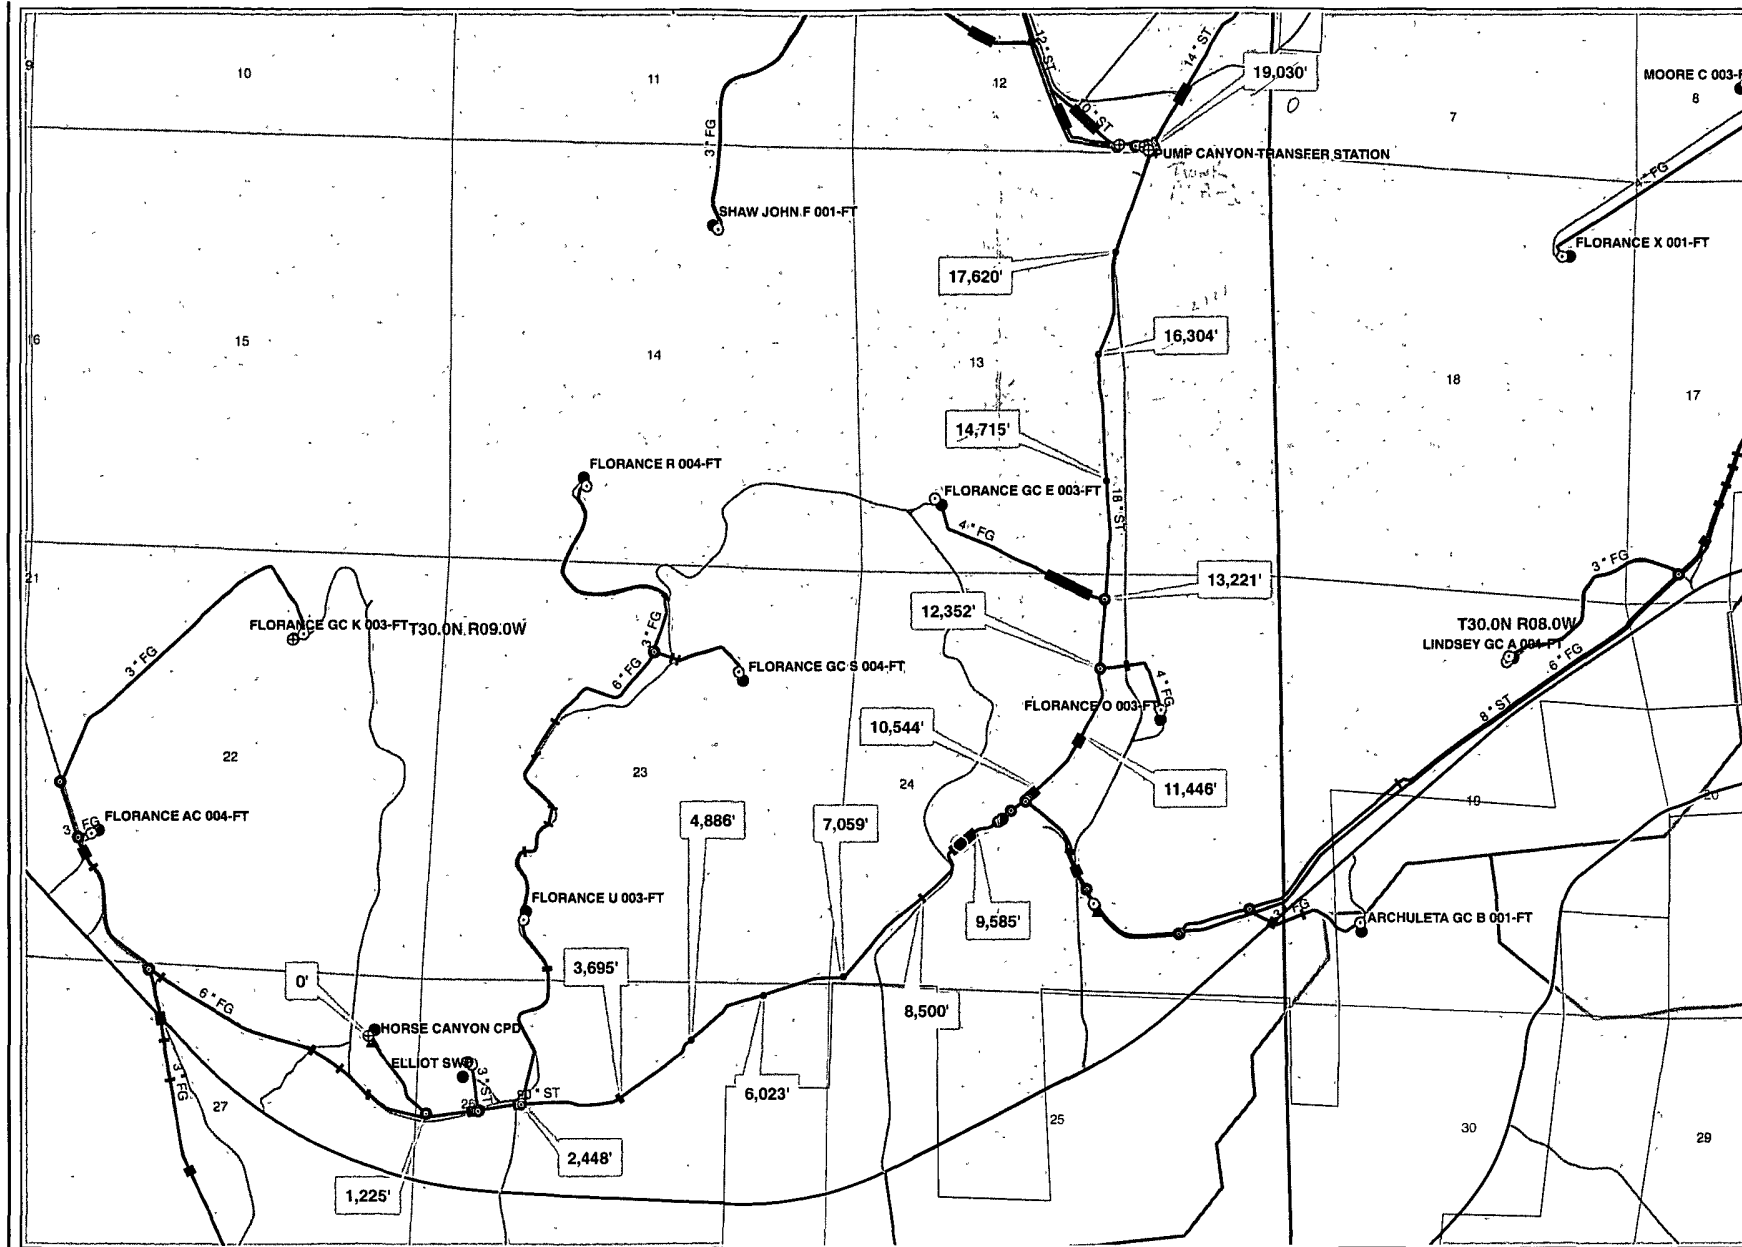 9
10
11
12
12 " ST
14 " ST
19,030'
0
MOORE C 003-F
8
7
3 " FG
10 " ST
PUMP CANYON TRANSFER STATION
4 " FG
SHAW JOHN F 001-FT
FLORANCE X 001-FT
17,620'
16,304'
16
15
14
13
18
17
14,715'
FLORANCE R 004-FT
FLORANCE GC E 003-FT
18 " ST
4 " FG
3 " FG
21
13,221'
12,352'
FLORANCE GC K 003-FT
T30.0N R09.0W
T30.0N R08.0W
LINDSEY GC A 001-FT
3 " FG
3 " FG
6 " FG
FLORANCE GC S 004-FT
4 " FG
6 " FG
FLORANCE O 003-FT
8 " ST
10,544'
22
23
24
11,446'
19
20
FLORANCE AC 004-FT
4,886'
7,059'
FLORANCE U 003-FT
9,585'
FG
ARCHULETA GC B 001-FT
3,695'
0'
6 " FG
8,500'
HORSE CANYON CPD
ELLIOT SWD
3 " ST
3 " FG
26
" ST
6,023'
27
25
30
29
2,448'
1,225'